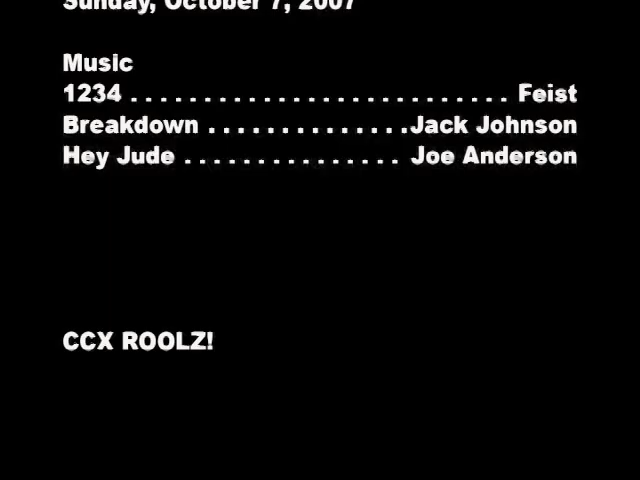 Sunday, October 7, 2007
Music
1234 . . . . . . . . . . . . . . . . . . . . . . . . . . Feist
Breakdown . . . . . . . . . . . . . .Jack Johnson
Hey Jude . . . . . . . . . . . . . . . Joe Anderson
CCX ROOLZ!